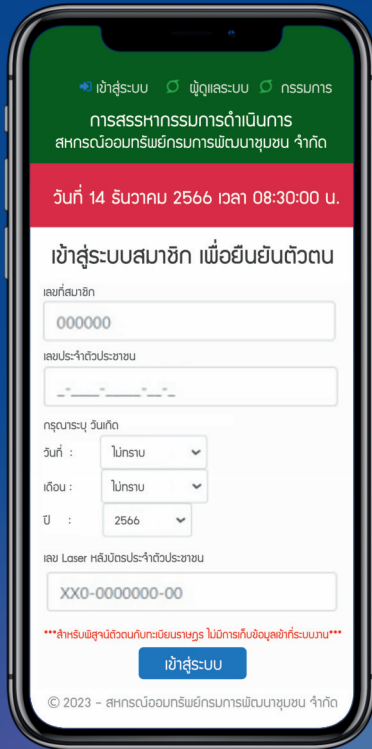 เข้าสู่ระบบ ผู้ดูแลระบบ กรรมการ
การสรรหากรรมการดำเนินการ
สหกรณ์ออมทรัพย์กรมการพัฒนาชุมชน จำกัด
วันที่ 14 ธันวาคม 2566 เวลา 08:30:00 น.
เข้าสู่ระบบสมาชิก เพื่อยืนยันตัวตน
เลขที่สมาชิก
000000
เลขประจำตัวประชาชน
_-____-_____-__-_
กรุณาระบุ วันเกิด
วันที่ : ไม่ทราบ
เดือน : ไม่ทราบ
ปี : 2566
เลข Laser หลังบัตรประจำตัวประชาชน
XX0-0000000-00
***สำหรับพิสูจน์ตัวตนกับทะเบียนราษฎร ไม่มีการเก็บข้อมูลเข้าที่ระบบงาน***
เข้าสู่ระบบ
© 2023 - สหกรณ์ออมทรัพย์กรมการพัฒนาชุมชน จำกัด